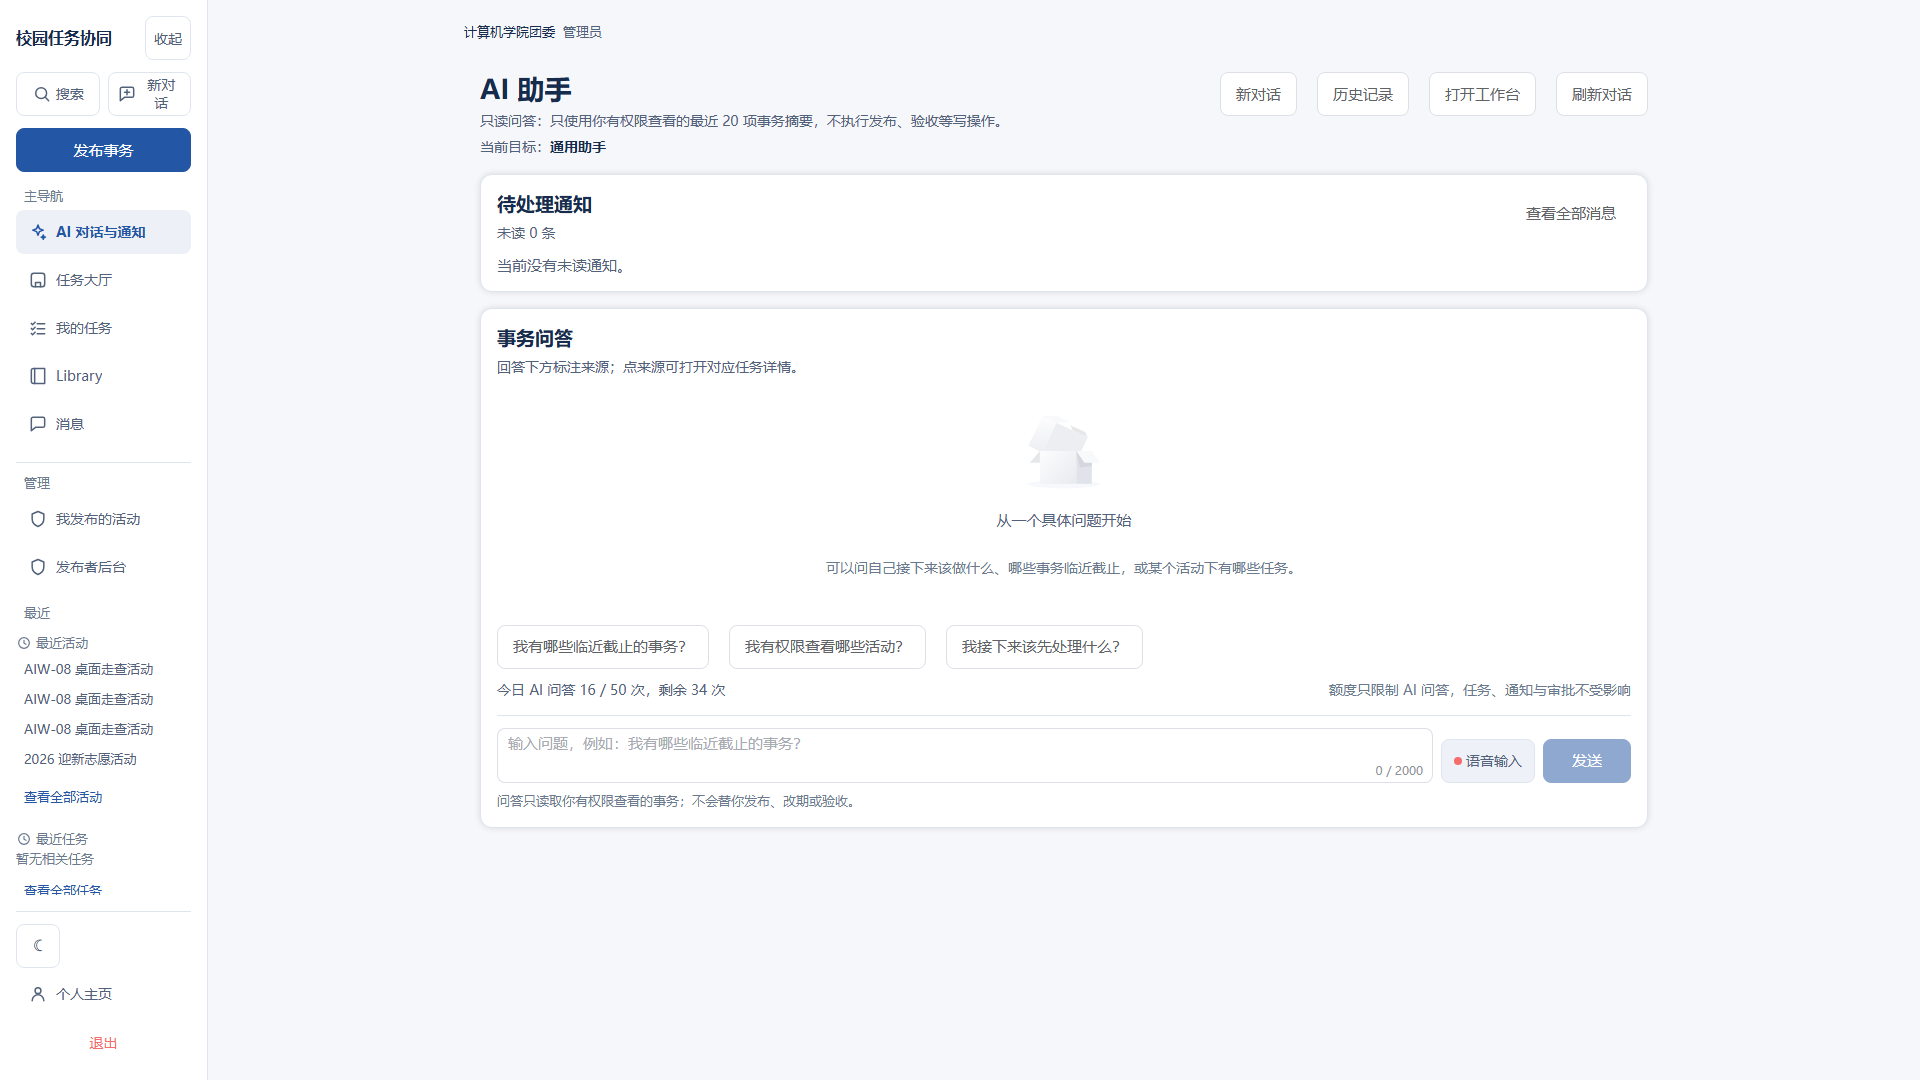 校园任务协同
收起
搜索
新对话
发布事务
主导航
AI 对话与通知
任务大厅
我的任务
Library
消息
管理
我发布的活动
发布者后台
最近
最近活动
AIW-08 桌面走查活动
AIW-08 桌面走查活动
AIW-08 桌面走查活动
2026 迎新志愿活动
查看全部活动
最近任务
暂无相关任务
查看全部任务
个人主页
退出
计算机学院团委 管理员
AI 助手
只读问答：只使用你有权限查看的最近 20 项事务摘要，不执行发布、验收等写操作。
当前目标：通用助手
新对话
历史记录
打开工作台
刷新对话
待处理通知
未读 0 条
查看全部消息
当前没有未读通知。
事务问答
回答下方标注来源；点来源可打开对应任务详情。
从一个具体问题开始
可以问自己接下来该做什么、哪些事务临近截止，或某个活动下有哪些任务。
我有哪些临近截止的事务？
我有权限查看哪些活动？
我接下来该先处理什么？
今日 AI 问答 16 / 50 次，剩余 34 次
额度只限制 AI 问答，任务、通知与审批不受影响
输入问题，例如：我有哪些临近截止的事务？
0 / 2000
语音输入
发送
问答只读取你有权限查看的事务；不会替你发布、改期或验收。